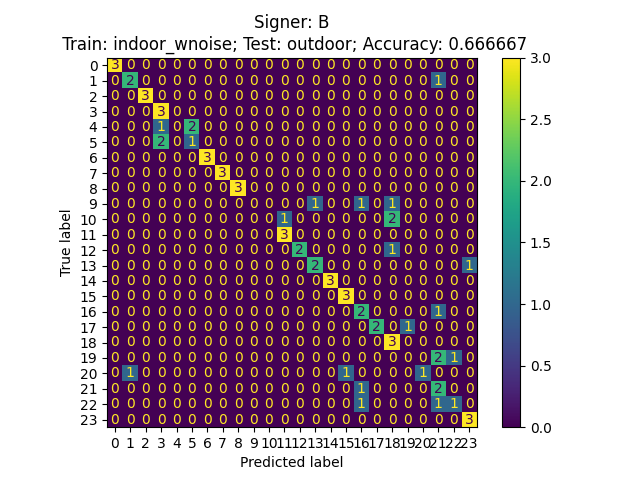 Signer: B
Train: indoor_wnoise; Test: outdoor; Accuracy: 0.666667
True label
0 3 0 0 0 0 0 0 0 0 0 0 0 0 0 0 0 0 0 0 0 0 0 0 0
1 0 2 0 0 0 0 0 0 0 0 0 0 0 0 0 0 0 0 0 0 0 1 0 0
2 0 0 3 0 0 0 0 0 0 0 0 0 0 0 0 0 0 0 0 0 0 0 0 0
3 0 0 0 3 0 0 0 0 0 0 0 0 0 0 0 0 0 0 0 0 0 0 0 0
4 0 0 0 1 0 2 0 0 0 0 0 0 0 0 0 0 0 0 0 0 0 0 0 0
5 0 0 0 2 0 1 0 0 0 0 0 0 0 0 0 0 0 0 0 0 0 0 0 0
6 0 0 0 0 0 0 3 0 0 0 0 0 0 0 0 0 0 0 0 0 0 0 0 0
7 0 0 0 0 0 0 0 3 0 0 0 0 0 0 0 0 0 0 0 0 0 0 0 0
8 0 0 0 0 0 0 0 0 3 0 0 0 0 0 0 0 0 0 0 0 0 0 0 0
9 0 0 0 0 0 0 0 0 0 0 0 0 0 1 0 0 1 0 1 0 0 0 0 0
10 0 0 0 0 0 0 0 0 0 0 0 1 0 0 0 0 0 0 2 0 0 0 0 0
11 0 0 0 0 0 0 0 0 0 0 0 3 0 0 0 0 0 0 0 0 0 0 0 0
12 0 0 0 0 0 0 0 0 0 0 0 0 2 0 0 0 0 0 1 0 0 0 0 0
13 0 0 0 0 0 0 0 0 0 0 0 0 0 2 0 0 0 0 0 0 0 0 0 1
14 0 0 0 0 0 0 0 0 0 0 0 0 0 0 3 0 0 0 0 0 0 0 0 0
15 0 0 0 0 0 0 0 0 0 0 0 0 0 0 0 3 0 0 0 0 0 0 0 0
16 0 0 0 0 0 0 0 0 0 0 0 0 0 0 0 0 2 0 0 0 0 1 0 0
17 0 0 0 0 0 0 0 0 0 0 0 0 0 0 0 0 0 2 0 1 0 0 0 0
18 0 0 0 0 0 0 0 0 0 0 0 0 0 0 0 0 0 0 3 0 0 0 0 0
19 0 0 0 0 0 0 0 0 0 0 0 0 0 0 0 0 0 0 0 0 0 2 1 0
20 0 1 0 0 0 0 0 0 0 0 0 0 0 0 0 1 0 0 0 0 1 0 0 0
21 0 0 0 0 0 0 0 0 0 0 0 0 0 0 0 0 1 0 0 0 0 2 0 0
22 0 0 0 0 0 0 0 0 0 0 0 0 0 0 0 0 1 0 0 0 0 1 1 0
23 0 0 0 0 0 0 0 0 0 0 0 0 0 0 0 0 0 0 0 0 0 0 0 3
0 1 2 3 4 5 6 7 8 9 10 11 12 13 14 15 16 17 18 19 20 21 22 23
Predicted label
3.0
2.5
2.0
1.5
1.0
0.5
0.0